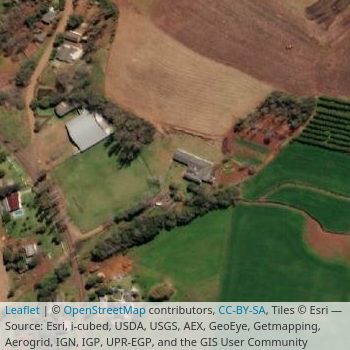 Leaflet | © OpenStreetMap contributors, CC-BY-SA, Tiles © Esri —
Source: Esri, i-cubed, USDA, USGS, AEX, GeoEye, Getmapping,
Aerogrid, IGN, IGP, UPR-EGP, and the GIS User Community